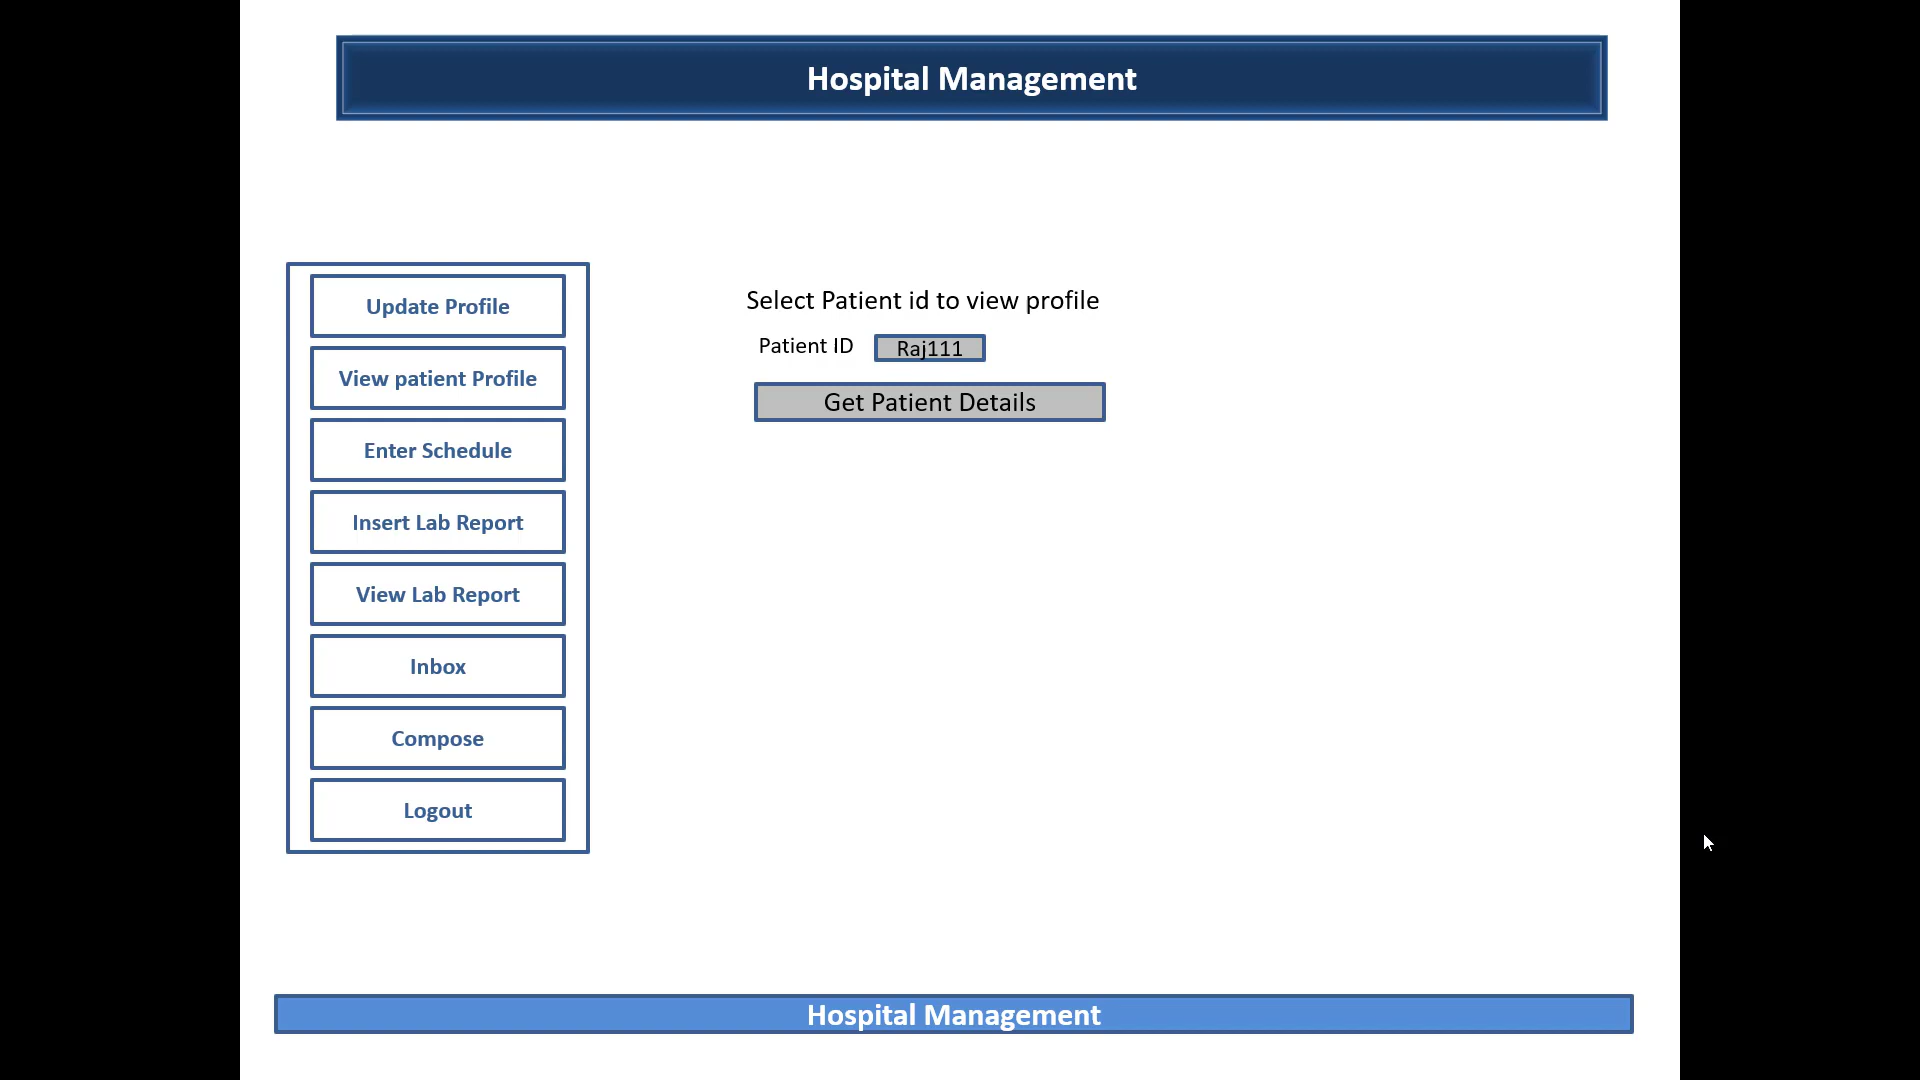 Hospital Management
Update Profile
View patient Profile
Enter Schedule
Insert Lab Report
View Lab Report
Inbox
Compose
Logout
Select Patient id to view profile
Patient ID Raj111
Get Patient Details
Hospital Management